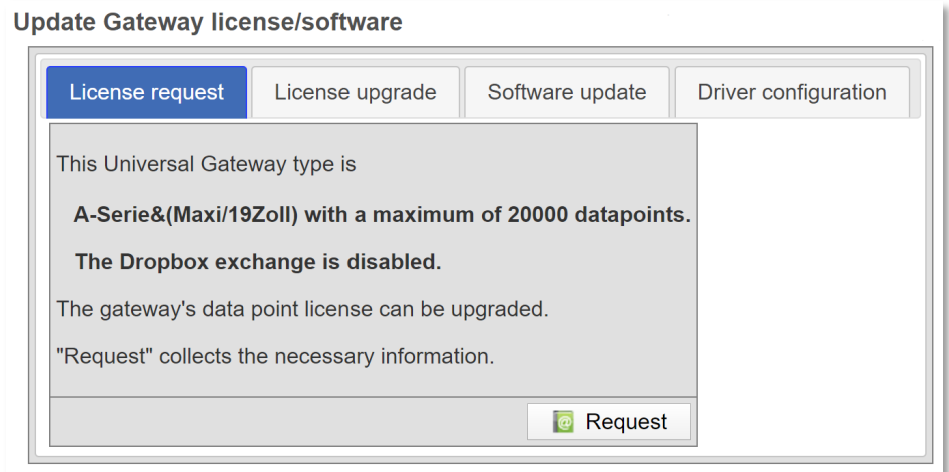 Update Gateway license/software
License request
License upgrade
Software update
Driver configuration
This Universal Gateway type is
A-Serie&(Maxi/19Zoll) with a maximum of 20000 datapoints.
The Dropbox exchange is disabled.
The gateway's data point license can be upgraded.
"Request" collects the necessary information.
Request